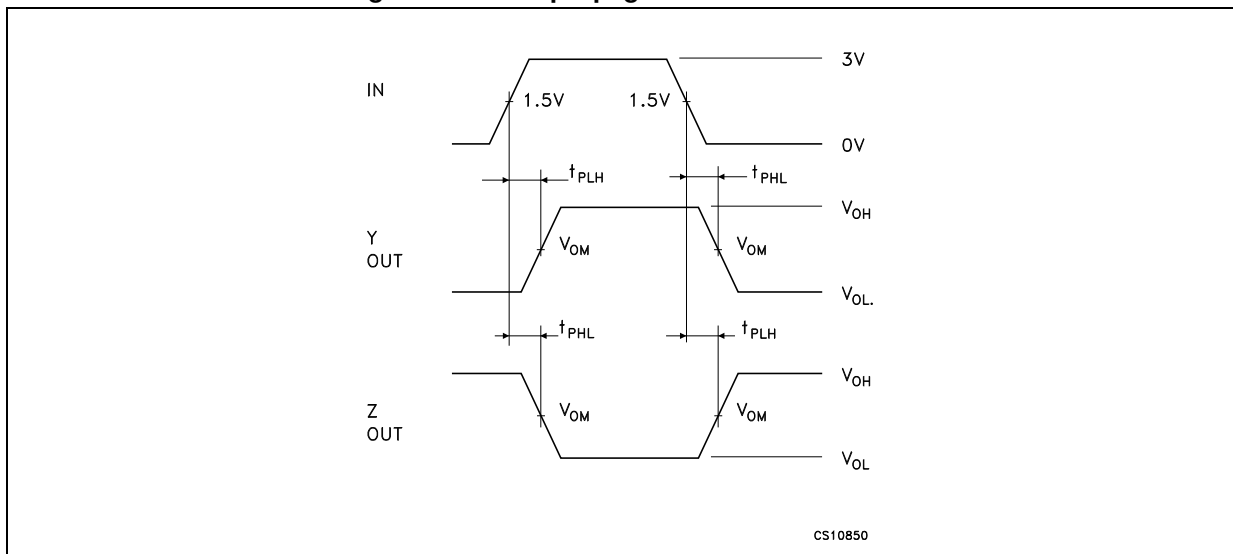 IN
1.5V
1.5V
3V
0V
tPLH
tPHL
Y
OUT
VOM
VOM
VOH
VOL.
tPHL
tPLH
Z
OUT
VOM
VOM
VOH
VOL
CS10850